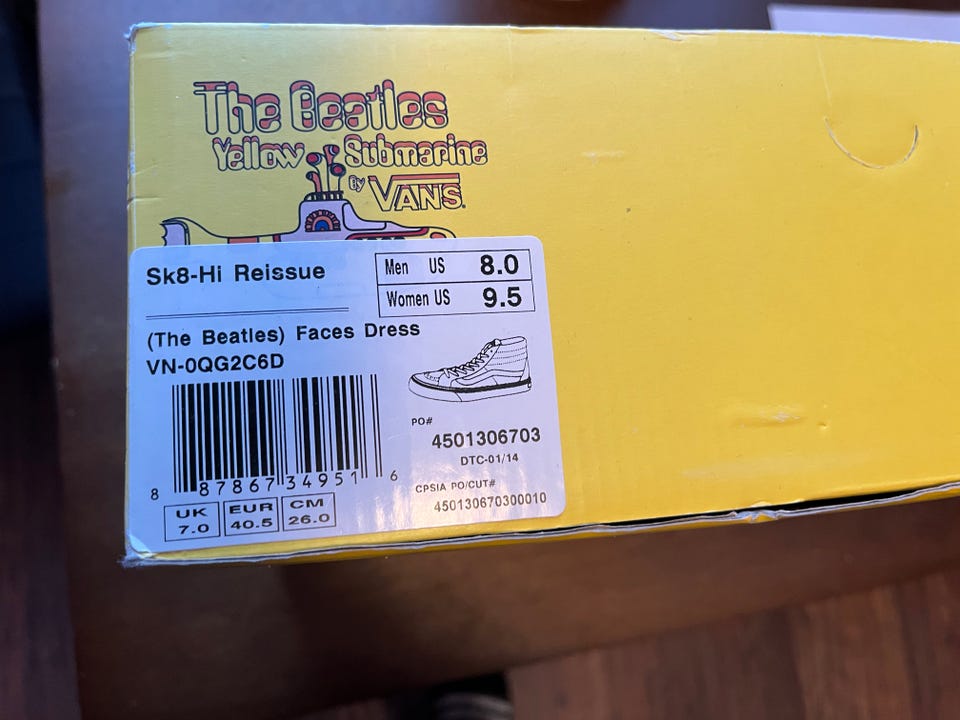 The Beatles
Yellow Submarine
By VANS
Sk8-Hi Reissue
Men US 8.0
Women US 9.5
(The Beatles) Faces Dress
VN-0QG2C6D
8 87867 34951 6
PO#
4501306703
DTC-01/14
CPSIA PO/CUT#
450130670300010
UK 7.0
EUR 40.5
CM 26.0